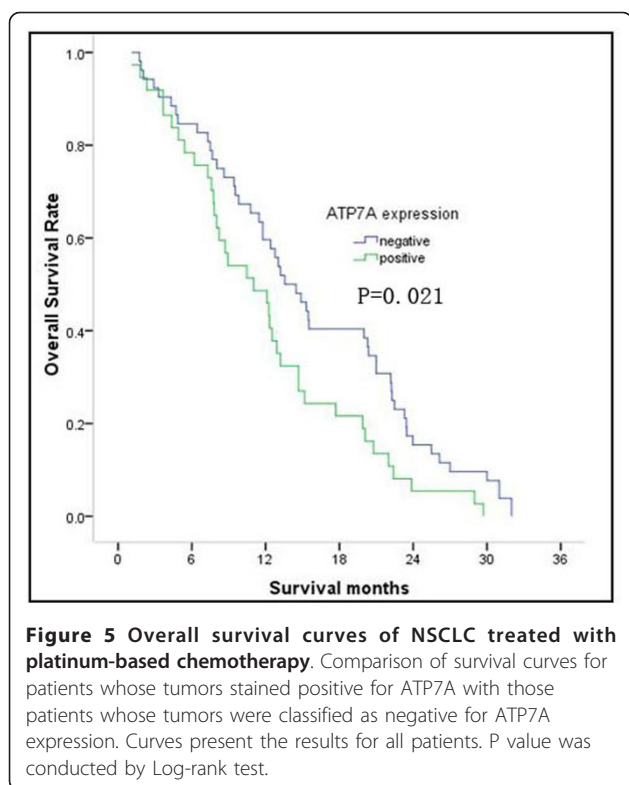 1.0
0.8
0.6
0.4
0.2
0.0
Overall Survival Rate
ATP7A expression
negative
positive
P=0.021
0 6 12 18 24 30 36
Survival months
Figure 5 Overall survival curves of NSCLC treated with
platinum-based chemotherapy. Comparison of survival curves for
patients whose tumors stained positive for ATP7A with those
patients whose tumors were classified as negative for ATP7A
expression. Curves present the results for all patients. P value was
conducted by Log-rank test.